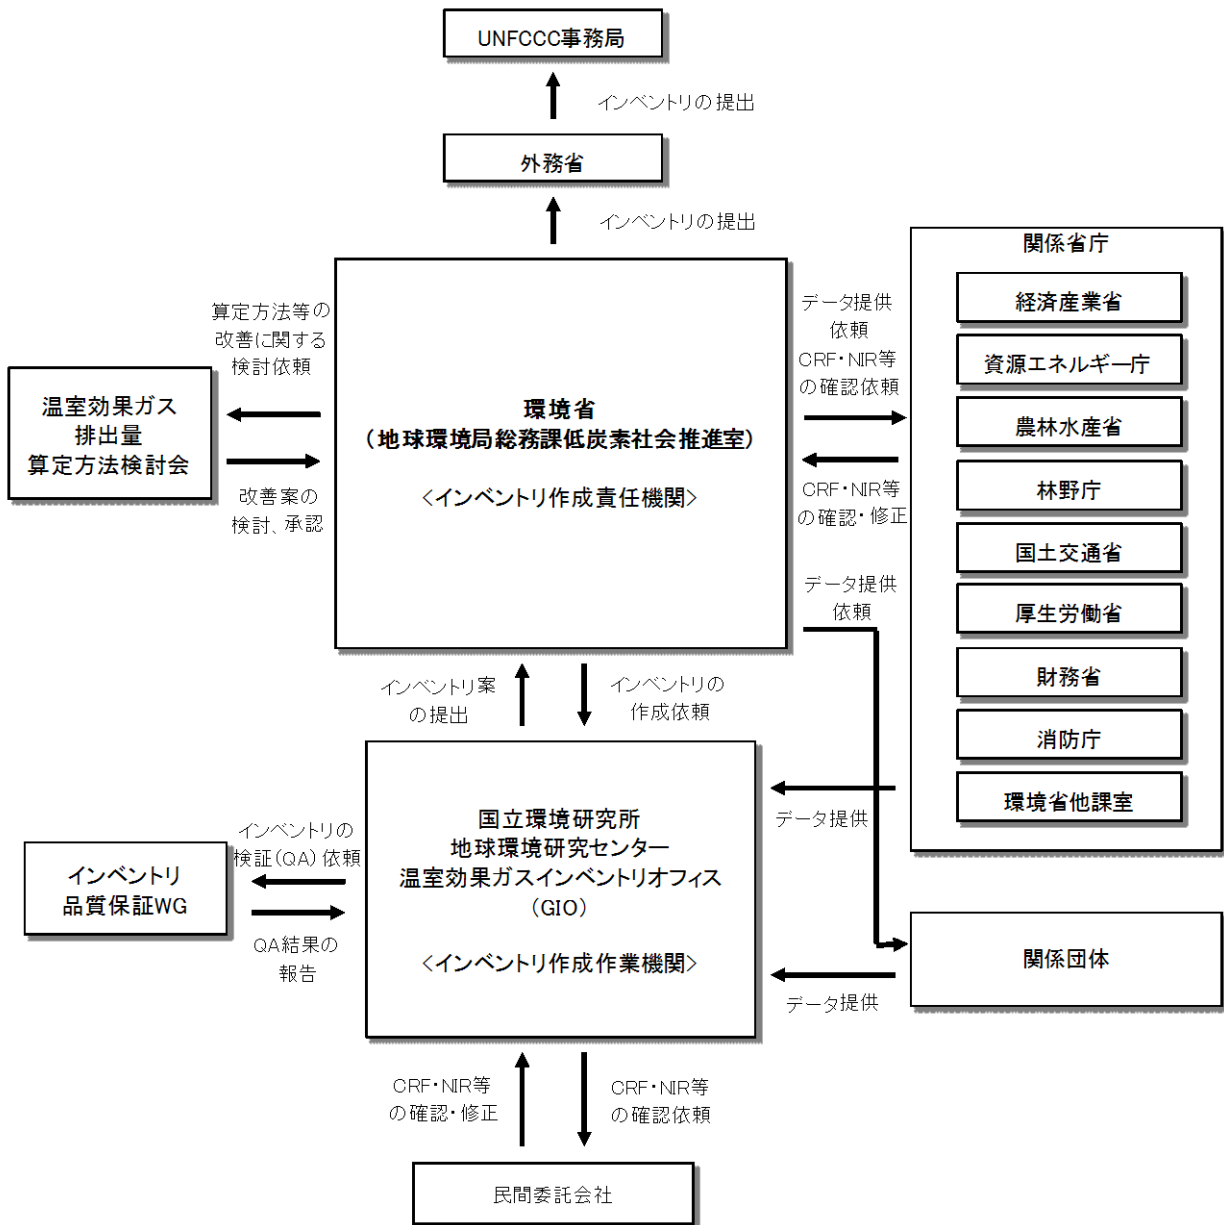 UNFCCC事務局
インベントリの提出
外務省
インベントリの提出
関係省庁
経済産業省
資源エネルギー庁
農林水産省
林野庁
国土交通省
厚生労働省
財務省
消防庁
環境省他課室
算定方法等の
改善に関する
検討依頼
データ提供
依頼
CRF・NIR等
の確認依頼
温室効果ガス
排出量
算定方法検討会
環境省
（地球環境局総務課低炭素社会推進室）
<インベントリ作成責任機関>
改善案の
検討、承認
CRF・NIR等
の確認・修正
データ提供
依頼
インベントリ案
の提出
インベントリの
作成依頼
国立環境研究所
地球環境研究センター
温室効果ガスインベントリオフィス
（GIO）
<インベントリ作成作業機関>
データ提供
インベントリの
検証（QA）依頼
インベントリ
品質保証WG
QA結果の
報告
関係団体
データ提供
CRF・NIR等
の確認・修正
CRF・NIR等
の確認依頼
民間委託会社